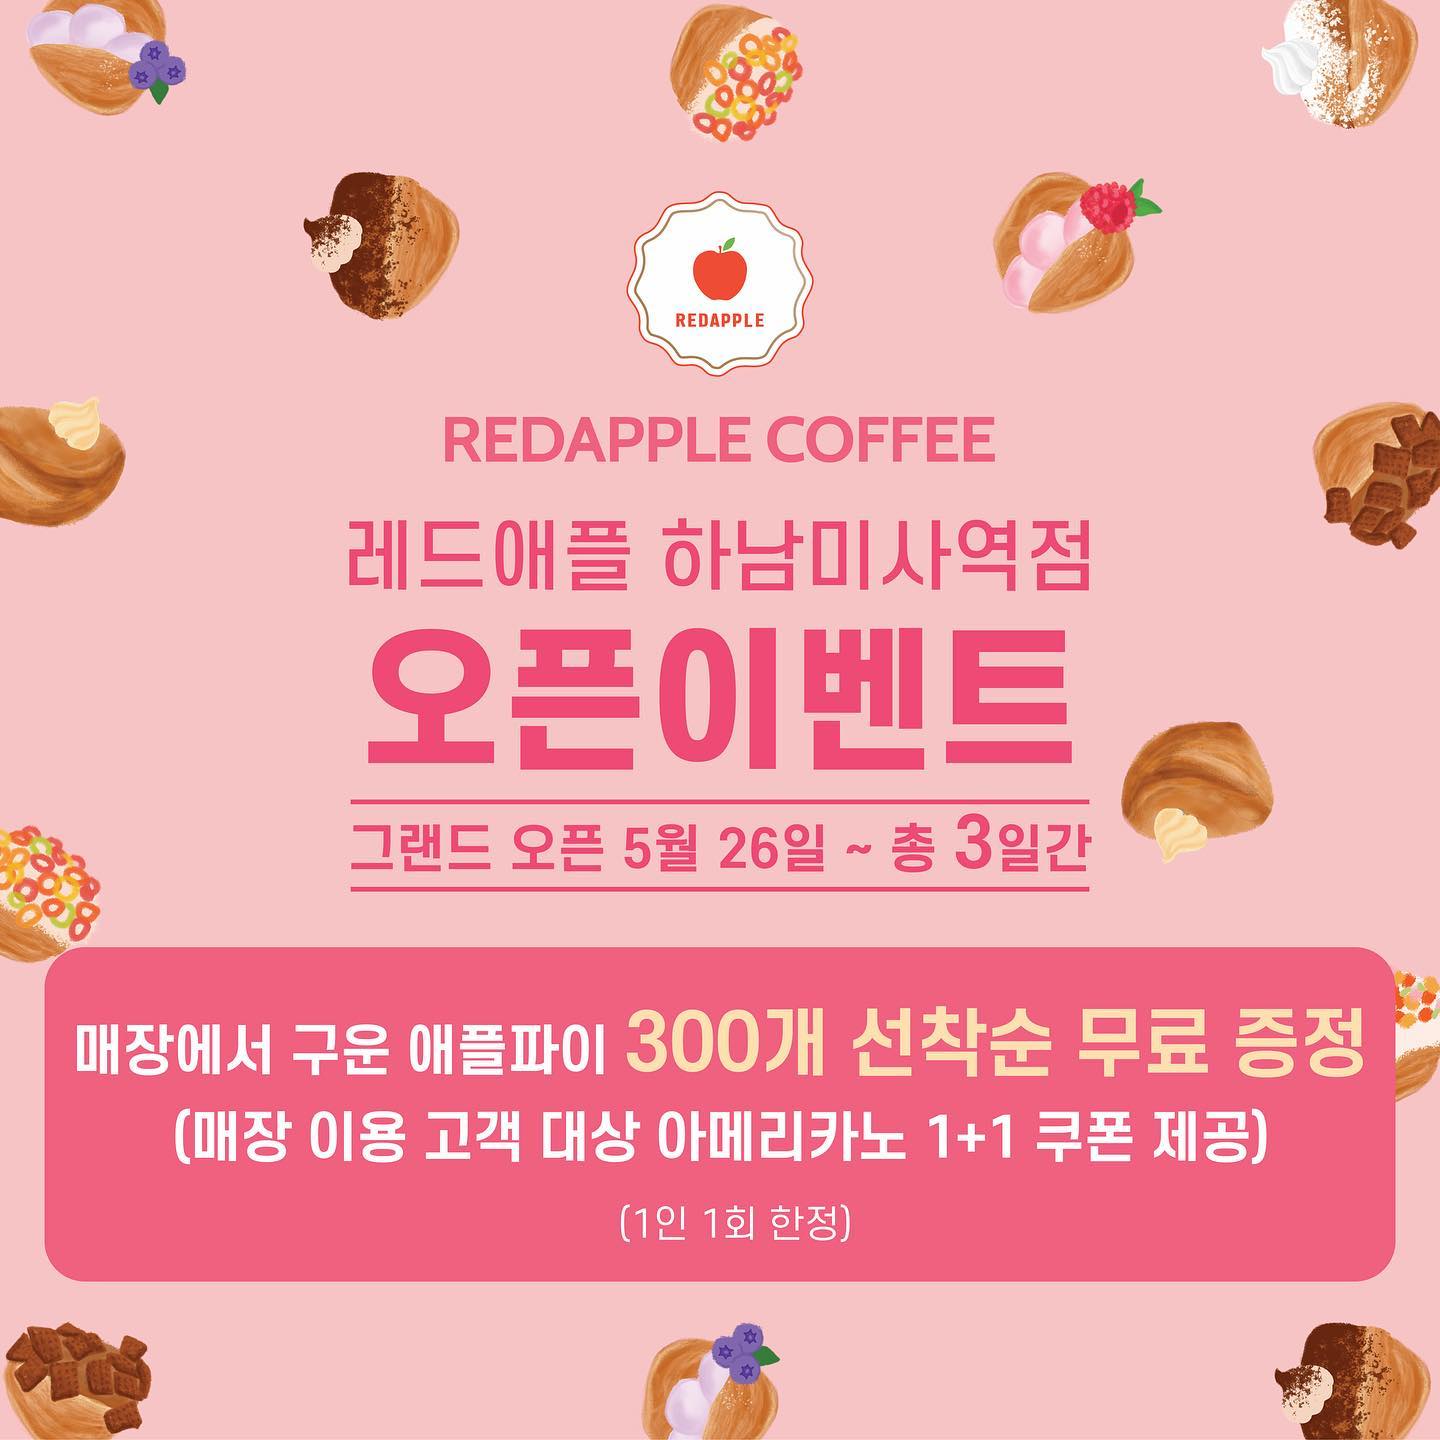 REDAPPLE
REDAPPLE COFFEE
레드애플 하남미사역점
오픈이벤트
그랜드 오픈 5월 26일 ~ 총 3일간
매장에서 구운 애플파이 300개 선착순 무료 증정
(매장 이용 고객 대상 아메리카노 1+1 쿠폰 제공)
(1인 1회 한정)